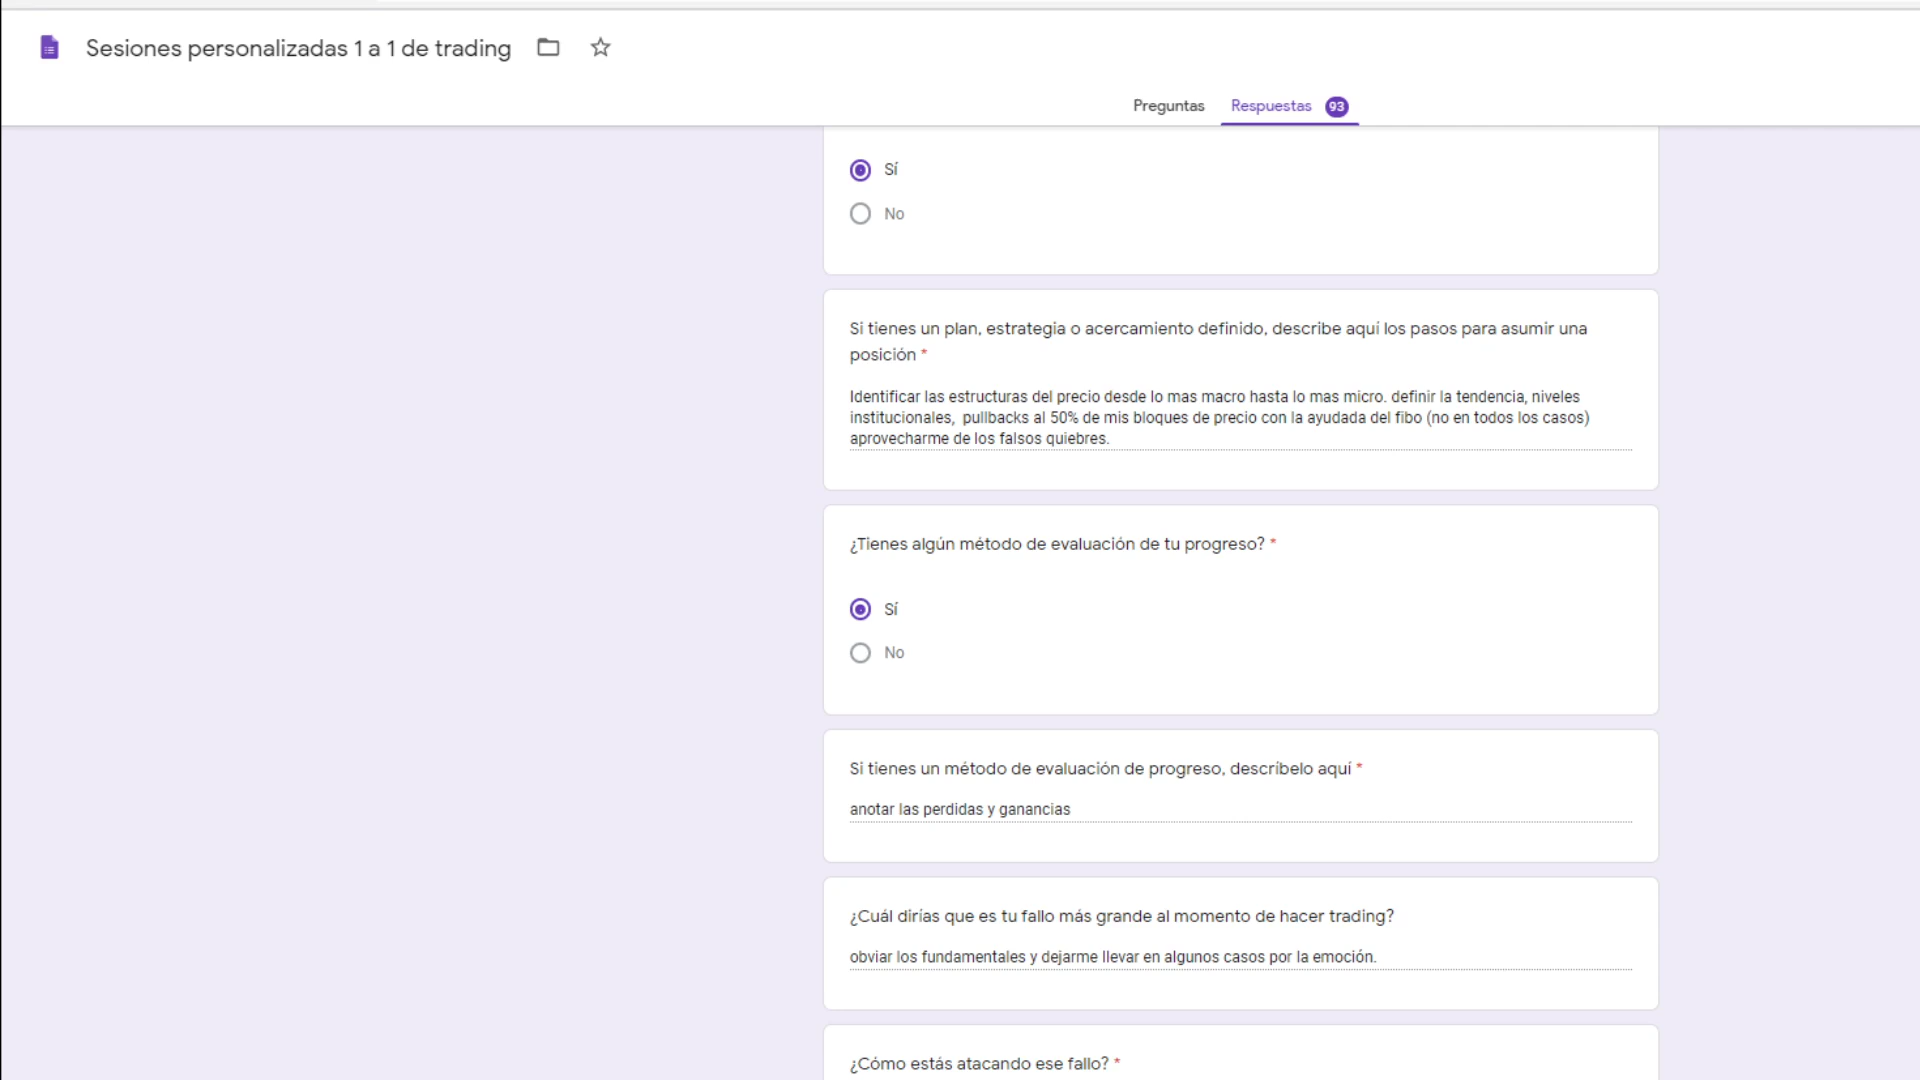 Sesiones personalizadas 1 a 1 de trading
Preguntas
Respuestas 93
Sí
No
Si tienes un plan, estrategia o acercamiento definido, describe aquí los pasos para asumir una
posición *
Identificar las estructuras del precio desde lo mas macro hasta lo mas micro. definir la tendencia, niveles
institucionales, pullbacks al 50% de mis bloques de precio con la ayudada del fibo (no en todos los casos)
aprovecharme de los falsos quiebres.
¿Tienes algún método de evaluación de tu progreso? *
Sí
No
Si tienes un método de evaluación de progreso, descríbelo aquí *
anotar las perdidas y ganancias
¿Cuál dirías que es tu fallo más grande al momento de hacer trading?
obviar los fundamentales y dejarme llevar en algunos casos por la emoción.
¿Cómo estás atacando ese fallo? *